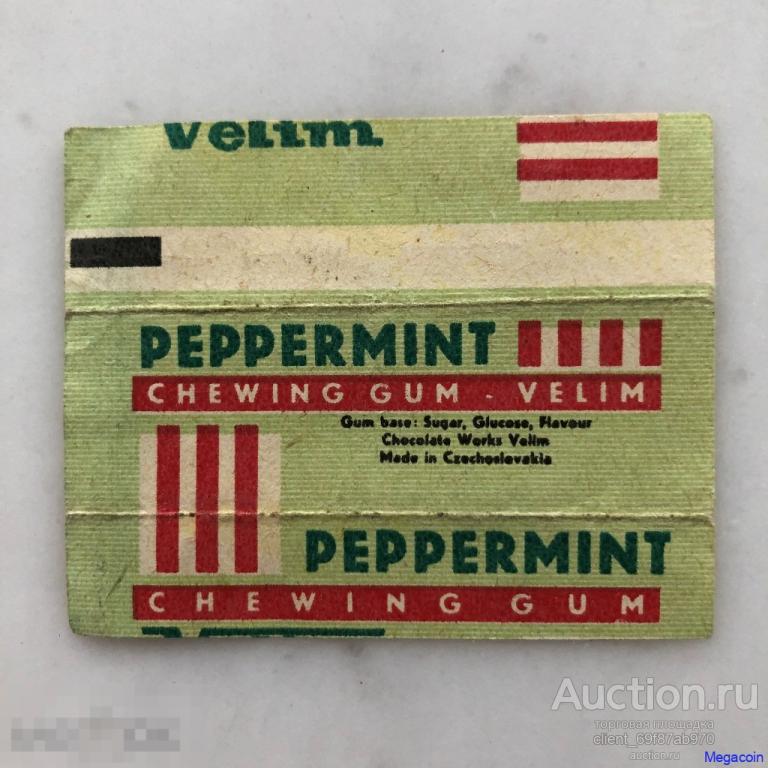 Velim
PEPPERMINT
CHEWING GUM - VELIM
Gum base: Sugar, Glucose, Flavour
Chocolate Works Velim
Made in Czechoslovakia
PEPPERMINT
CHEWING GUM
Auction.ru
торговая площадка
client_69f87ab970
auction.ru
Megacoin